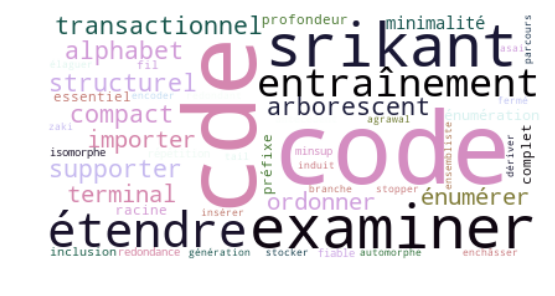 transactionnel profondeur minimalité
alphabet srikant parcours
fil asai
structurel entraînement
essentiel encoder ferme
compact cde arborescent énumération
zaki importer agrawal
isomorphe code
supporter préfixe minsup induit ensembliste dériver complet
terminal branche stopper
racine insérer ordonner énumérer
étendre examiner
inclusion redondance génération stocker fiable automorphe enchâsser